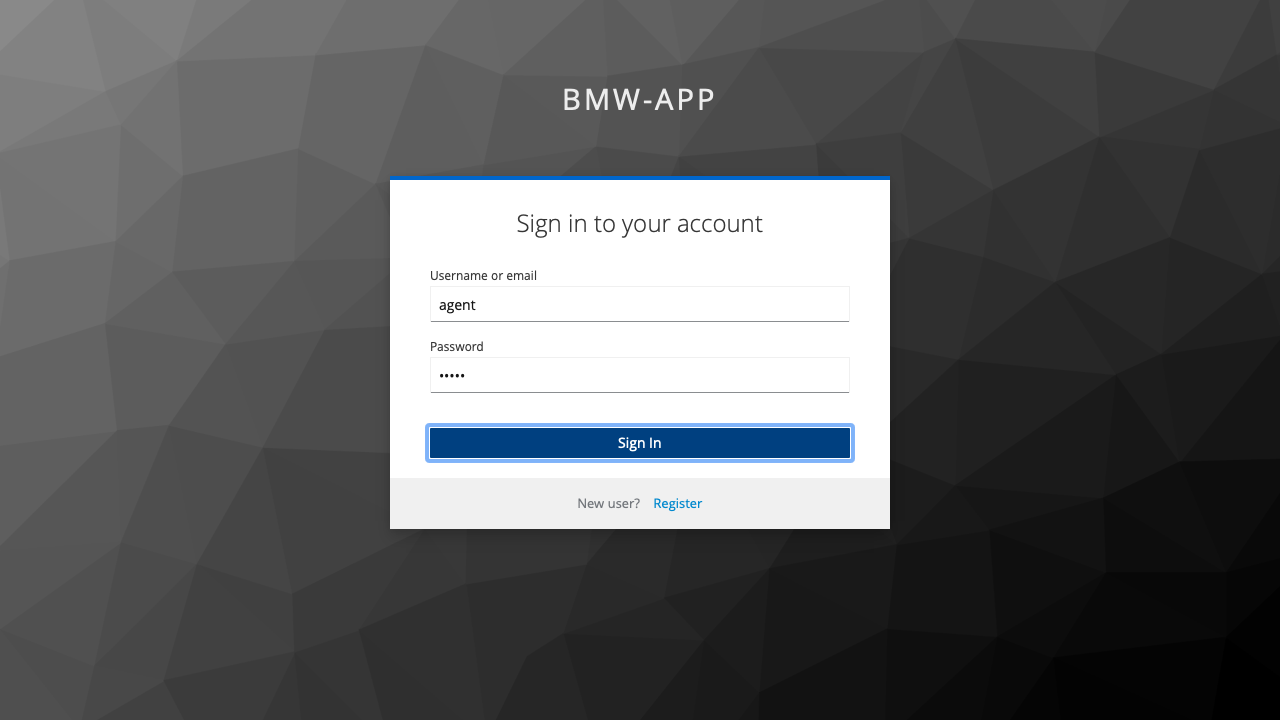 BMW-APP
Sign in to your account
Username or email
agent
Password
•••••
Sign In
New user? Register